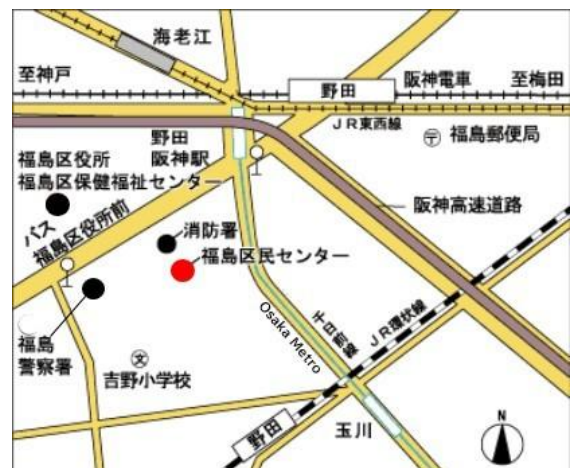 海老江
至神戸
野田
阪神電車
至梅田
JR東西線
野田
阪神駅
〒
福島郵便局
福島区役所
福島区保健福祉センター
バス
福島区役所前
阪神高速道路
消防署
福島区民センター
Osaka Metro
千日前線
JR環状線
福島
警察署
文
吉野小学校
野田
玉川
N